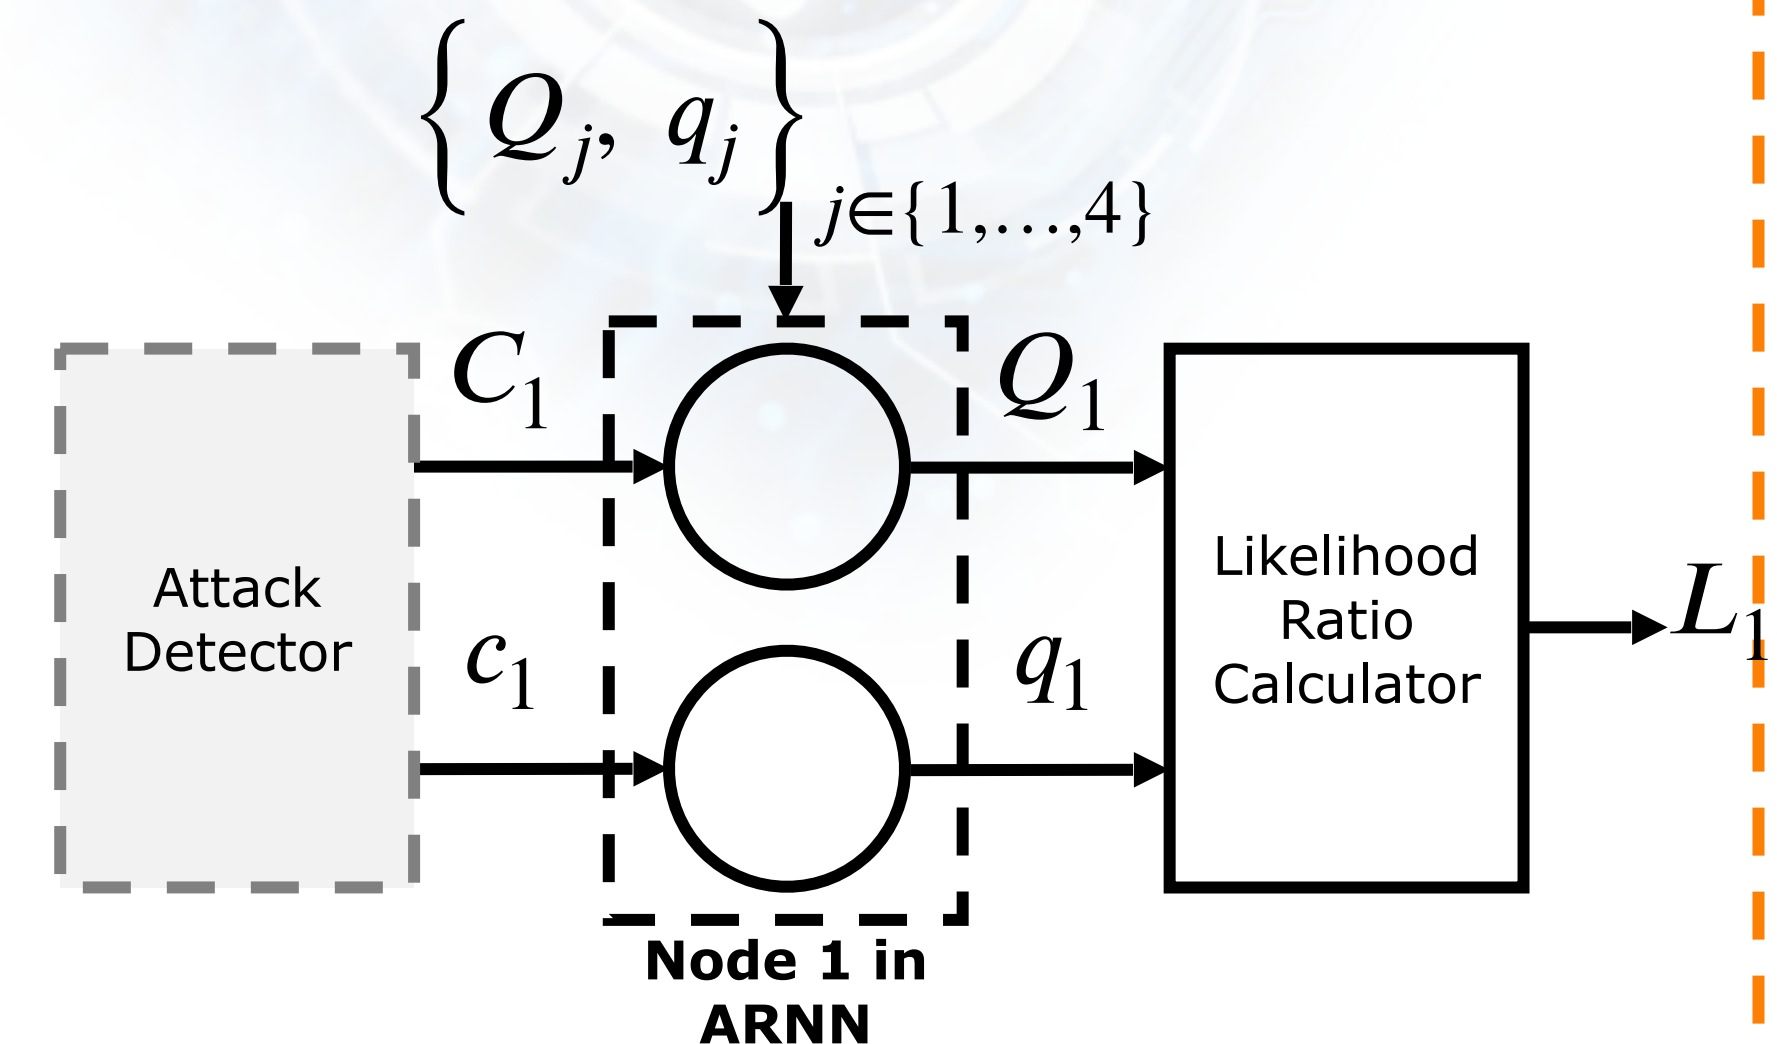 { Q_j, q_j }_{j∈{1,…,4}}
C_1
Q_1
Attack
Detector
c_1
q_1
Likelihood
Ratio
Calculator
L_1
Node 1 in
ARNN